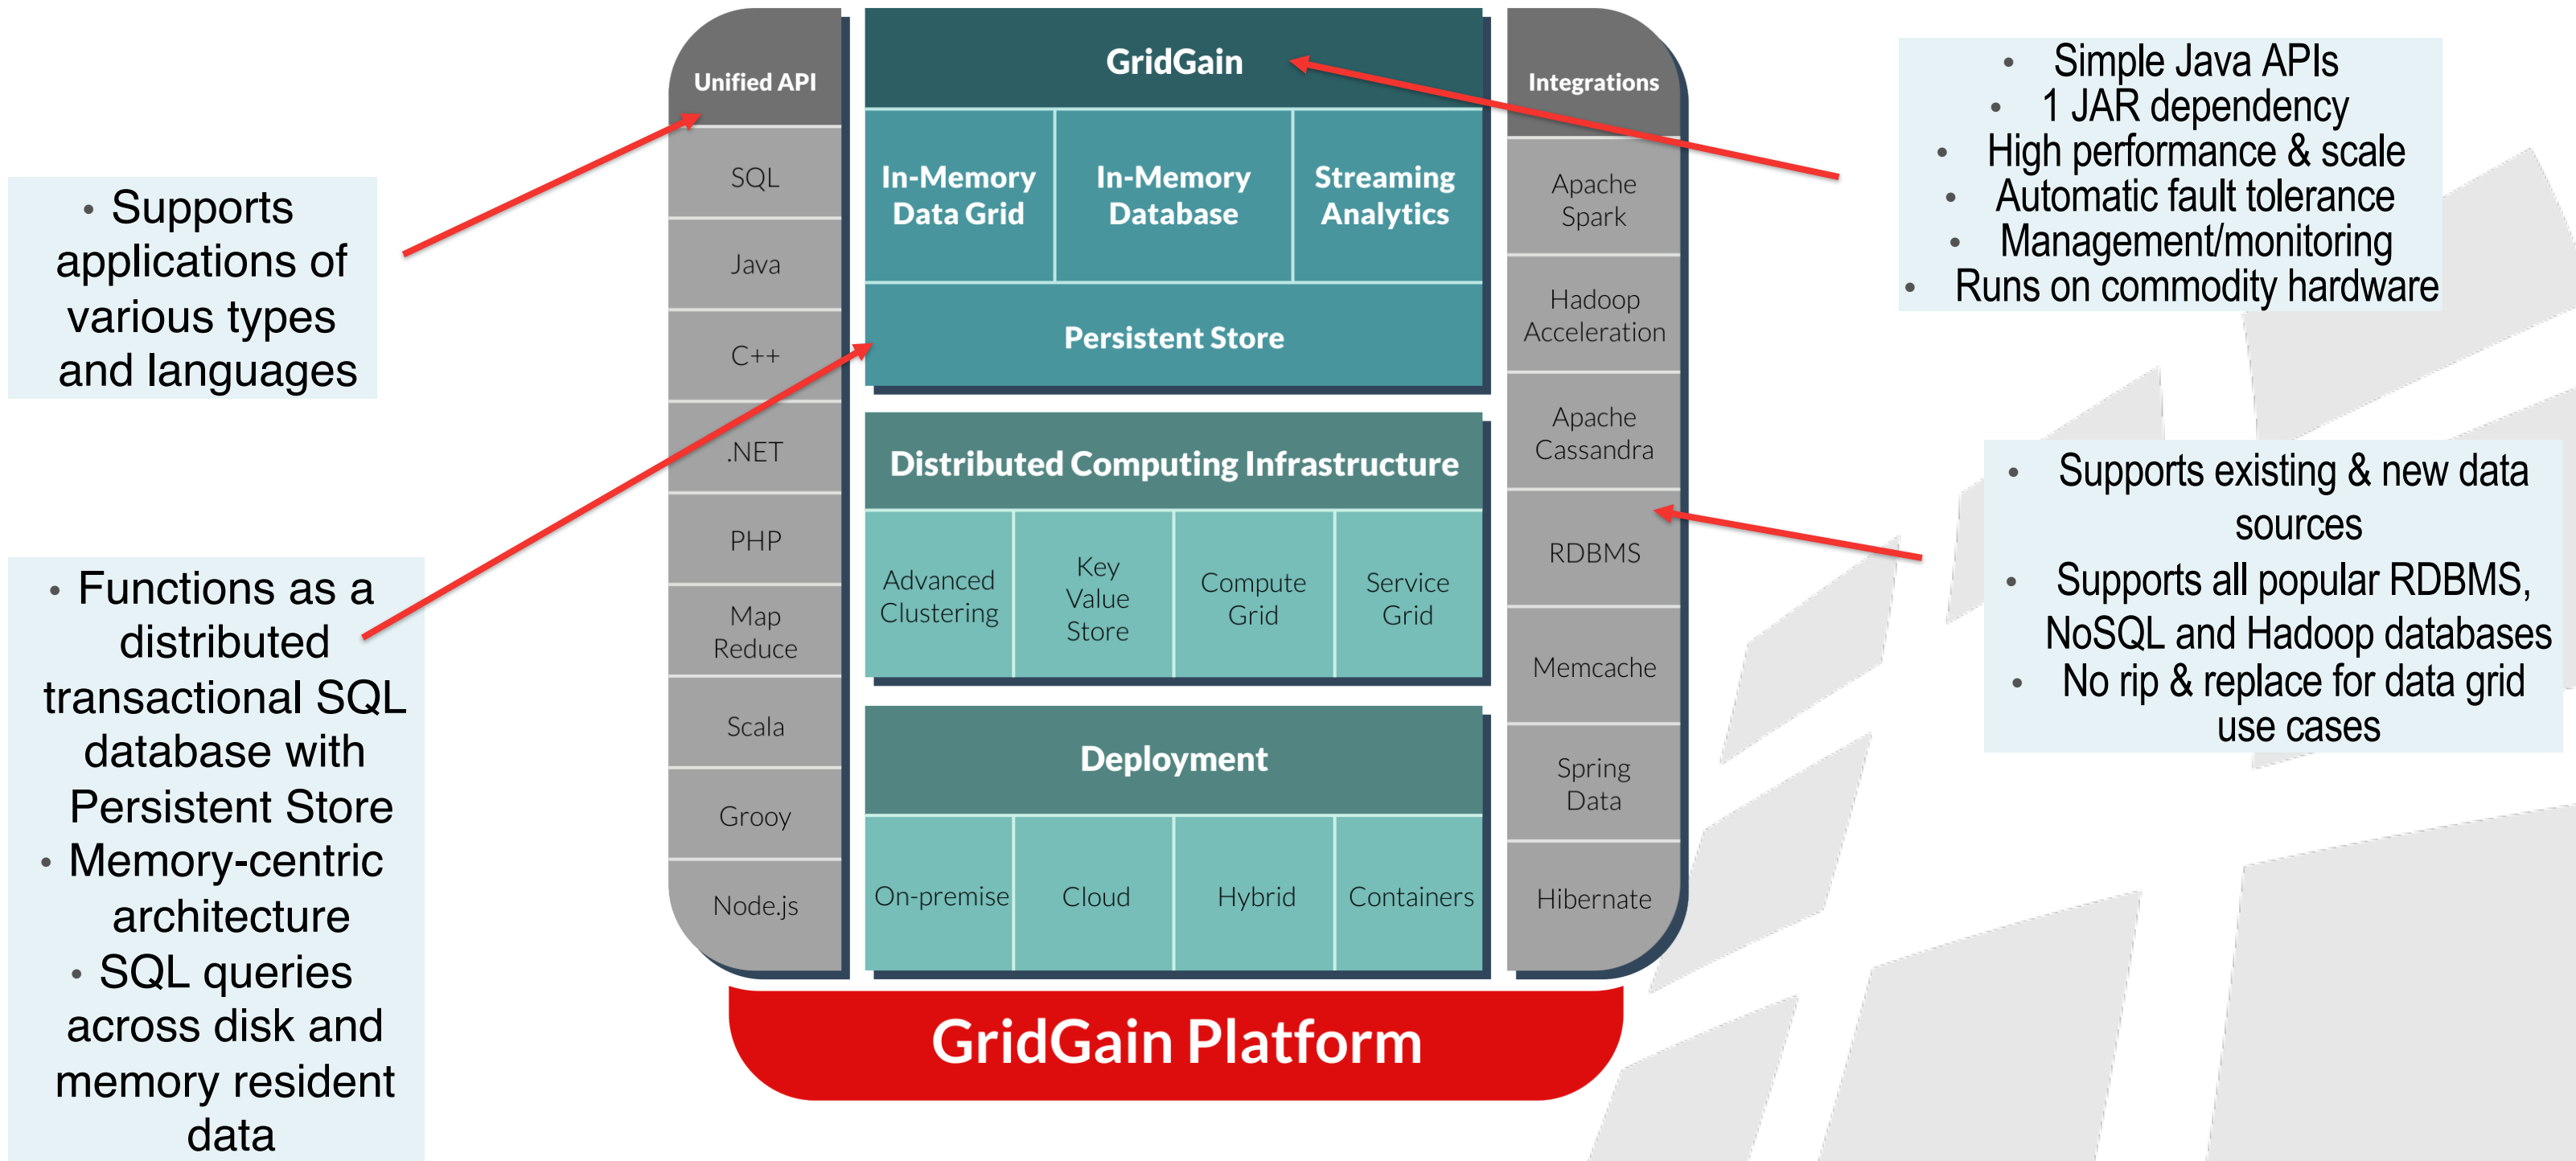 • Supports
applications of
various types
and languages
• Functions as a
distributed
transactional SQL
database with
Persistent Store
• Memory-centric
architecture
• SQL queries
across disk and
memory resident
data
Unified API
SQL
Java
C++
.NET
PHP
Map
Reduce
Scala
Grooy
Node.js
GridGain
In-Memory
Data Grid
In-Memory
Database
Streaming
Analytics
Persistent Store
Distributed Computing Infrastructure
Advanced
Clustering
Key
Value
Store
Compute
Grid
Service
Grid
Deployment
On-premise
Cloud
Hybrid
Containers
Integrations
Apache
Spark
Hadoop
Acceleration
Apache
Cassandra
RDBMS
Memcache
Spring
Data
Hibernate
GridGain Platform
• Simple Java APIs
• 1 JAR dependency
• High performance & scale
• Automatic fault tolerance
• Management/monitoring
• Runs on commodity hardware
• Supports existing & new data
sources
• Supports all popular RDBMS,
NoSQL and Hadoop databases
• No rip & replace for data grid
use cases